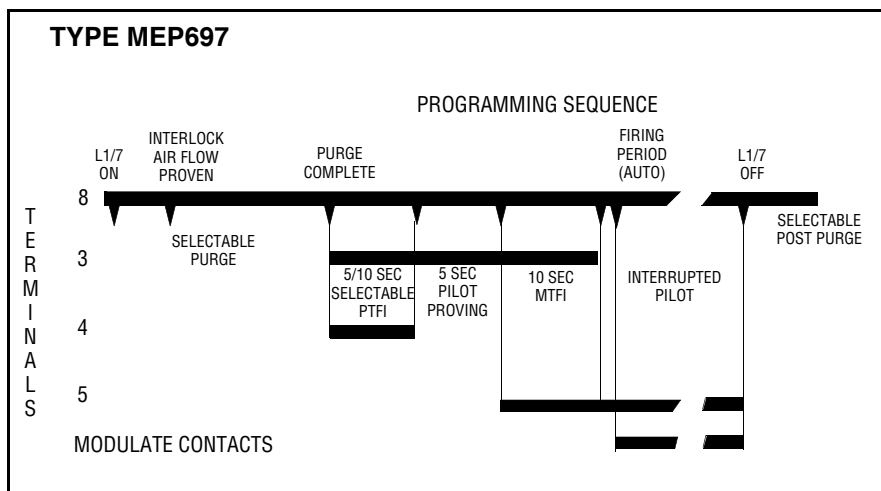 TYPE MEP697
PROGRAMMING SEQUENCE
L1/7
ON
INTERLOCK
AIR FLOW
PROVEN
PURGE
COMPLETE
FIRING
PERIOD
(AUTO)
L1/7
OFF
TERMINALS
8
SELECTABLE
PURGE
SELECTABLE
POST PURGE
3
5/10 SEC
SELECTABLE
PTFI
5 SEC
PILOT
PROVING
10 SEC
MTFI
INTERRUPTED
PILOT
4
5
MODULATE CONTACTS